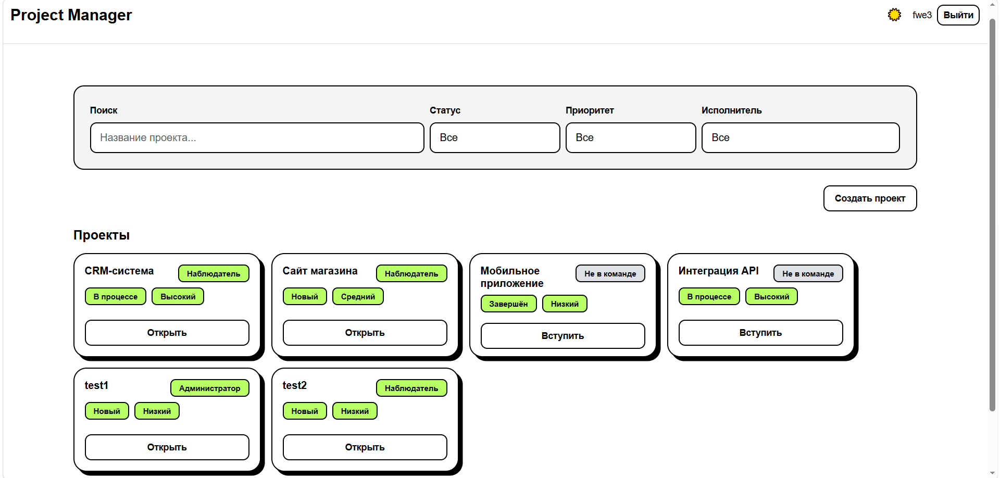 Project Manager
fwe3 Выйти
Поиск Статус Приоритет Исполнитель
Название проекта... Все Все Все
Создать проект
Проекты
CRM-система Наблюдатель
В процессе Высокий
Открыть
Сайт магазина Наблюдатель
Новый Средний
Открыть
Мобильное
приложение
Не в команде
Завершён Низкий
Вступить
Интеграция API Не в команде
В процессе Высокий
Вступить
test1 Администратор
Новый Низкий
Открыть
test2 Наблюдатель
Новый Низкий
Открыть